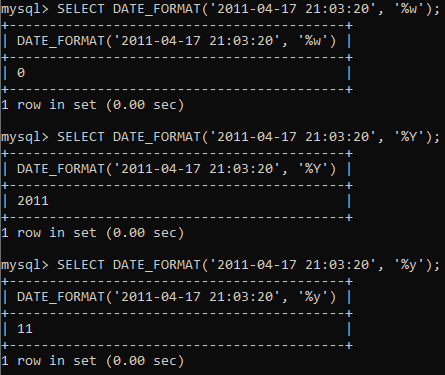 mysql> SELECT DATE_FORMAT('2011-04-17 21:03:20', '%w');
+-----------------------------------------+
| DATE_FORMAT('2011-04-17 21:03:20', '%w') |
+-----------------------------------------+
| 0                                       |
+-----------------------------------------+
1 row in set (0.00 sec)

mysql> SELECT DATE_FORMAT('2011-04-17 21:03:20', '%Y');
+-----------------------------------------+
| DATE_FORMAT('2011-04-17 21:03:20', '%Y') |
+-----------------------------------------+
| 2011                                    |
+-----------------------------------------+
1 row in set (0.00 sec)

mysql> SELECT DATE_FORMAT('2011-04-17 21:03:20', '%y');
+-----------------------------------------+
| DATE_FORMAT('2011-04-17 21:03:20', '%y') |
+-----------------------------------------+
| 11                                      |
+-----------------------------------------+
1 row in set (0.00 sec)